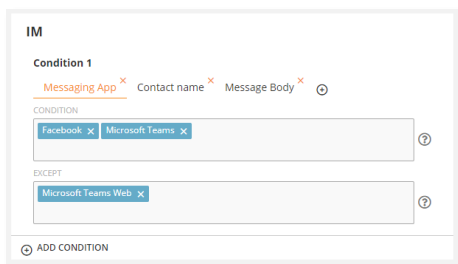 IM
Condition 1
Messaging App × Contact name × Message Body ×
CONDITION
Facebook × Microsoft Teams ×
EXCEPT
Microsoft Teams Web ×
ADD CONDITION